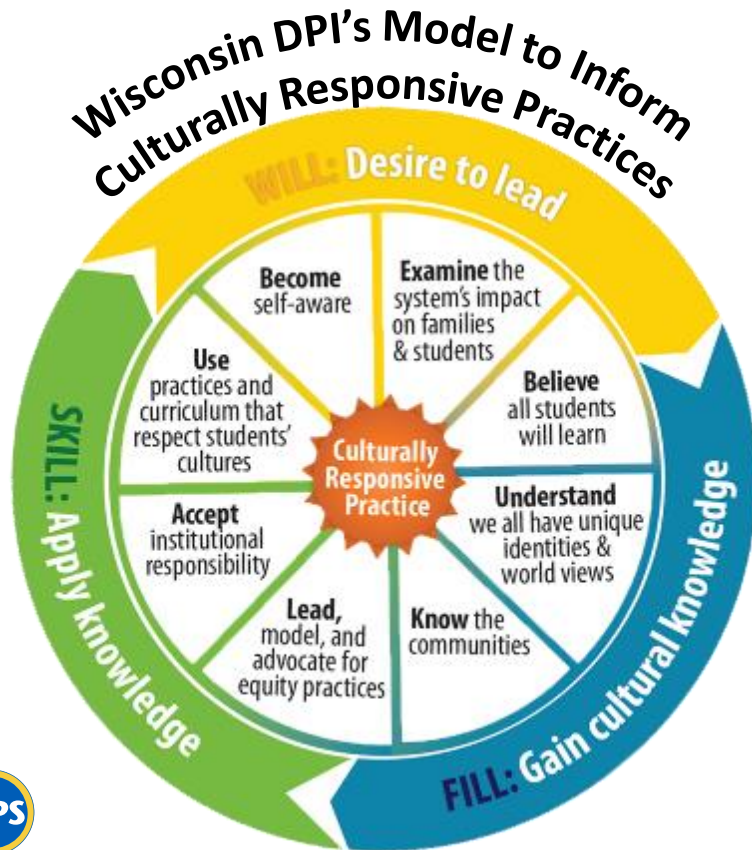 Wisconsin DPI's Model to Inform
Culturally Responsive Practices
WILL: Desire to lead
Become
self-aware
Examine the
system's impact
on families
& students
Believe
all students
will learn
Understand
we all have unique
identities &
world views
Know the
communities
Lead,
model, and
advocate for
equity practices
Accept
institutional
responsibility
Use
practices and
curriculum that
respect students'
cultures
Culturally
Responsive
Practice
FILL: Gain cultural knowledge
SKILL: Apply knowledge